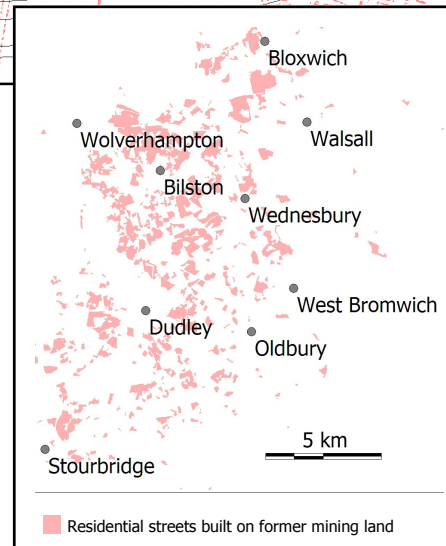 Bloxwich
Walsall
Wolverhampton
Bilston
Wednesbury
West Bromwich
Dudley
Oldbury
5 km
Stourbridge
Residential streets built on former mining land